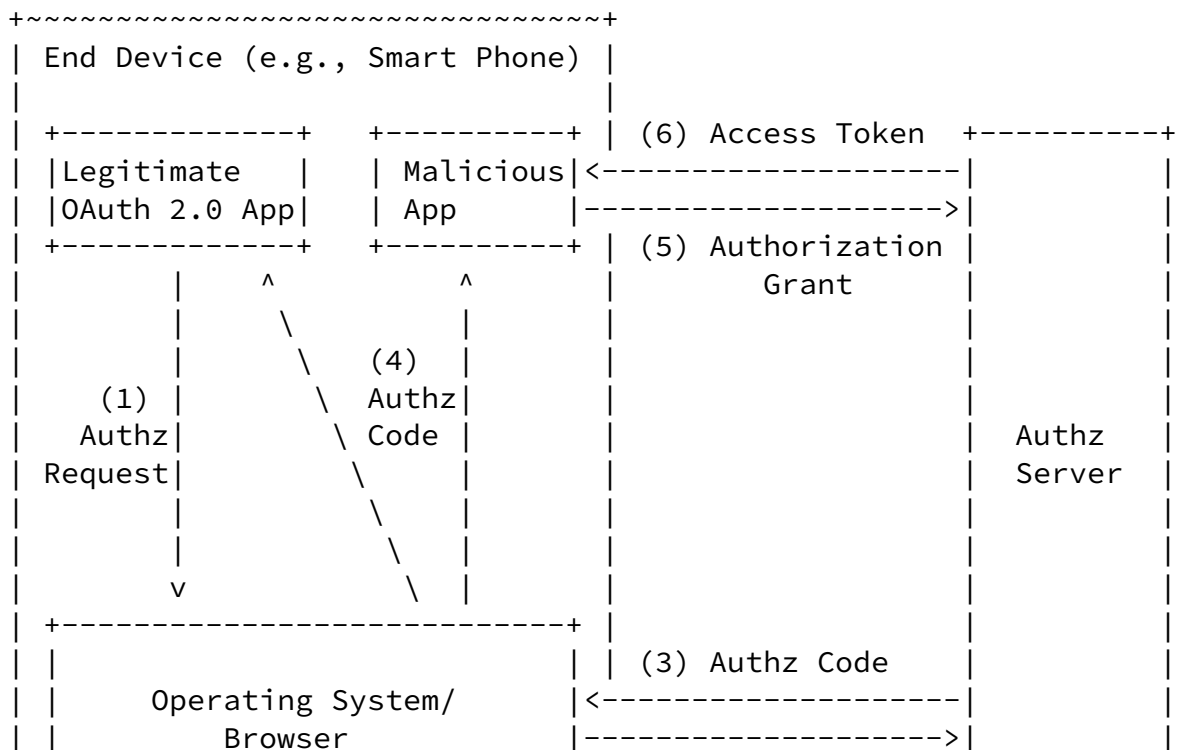 +~~~~~~~~~~~~~~~~~~~~~~~~~~~~~~~~+
| End Device (e.g., Smart Phone) |
|                                |
| +-------------+   +----------+ | (6) Access Token  +----------+
| |Legitimate   |   | Malicious|<--------------------|          |
| |OAuth 2.0 App|   | App      |-------------------->|          |
| +-------------+   +----------+ | (5) Authorization |          |
|        |    ^          ^       |        Grant      |          |
|        |     \         |       |                   |          |
|        |      \   (4)  |       |                   |          |
|    (1) |       \  Authz|       |                   |          |
|   Authz|        \ Code |       |                   |  Authz   |
| Request|         \     |       |                   |  Server  |
|        |          \    |       |                   |          |
|        |           \   |       |                   |          |
|        v            \  |       |                   |          |
| +----------------------------+ |                   |          |
| |                            | | (3) Authz Code    |          |
| |     Operating System/      |<--------------------|          |
| |         Browser            |-------------------->|          |